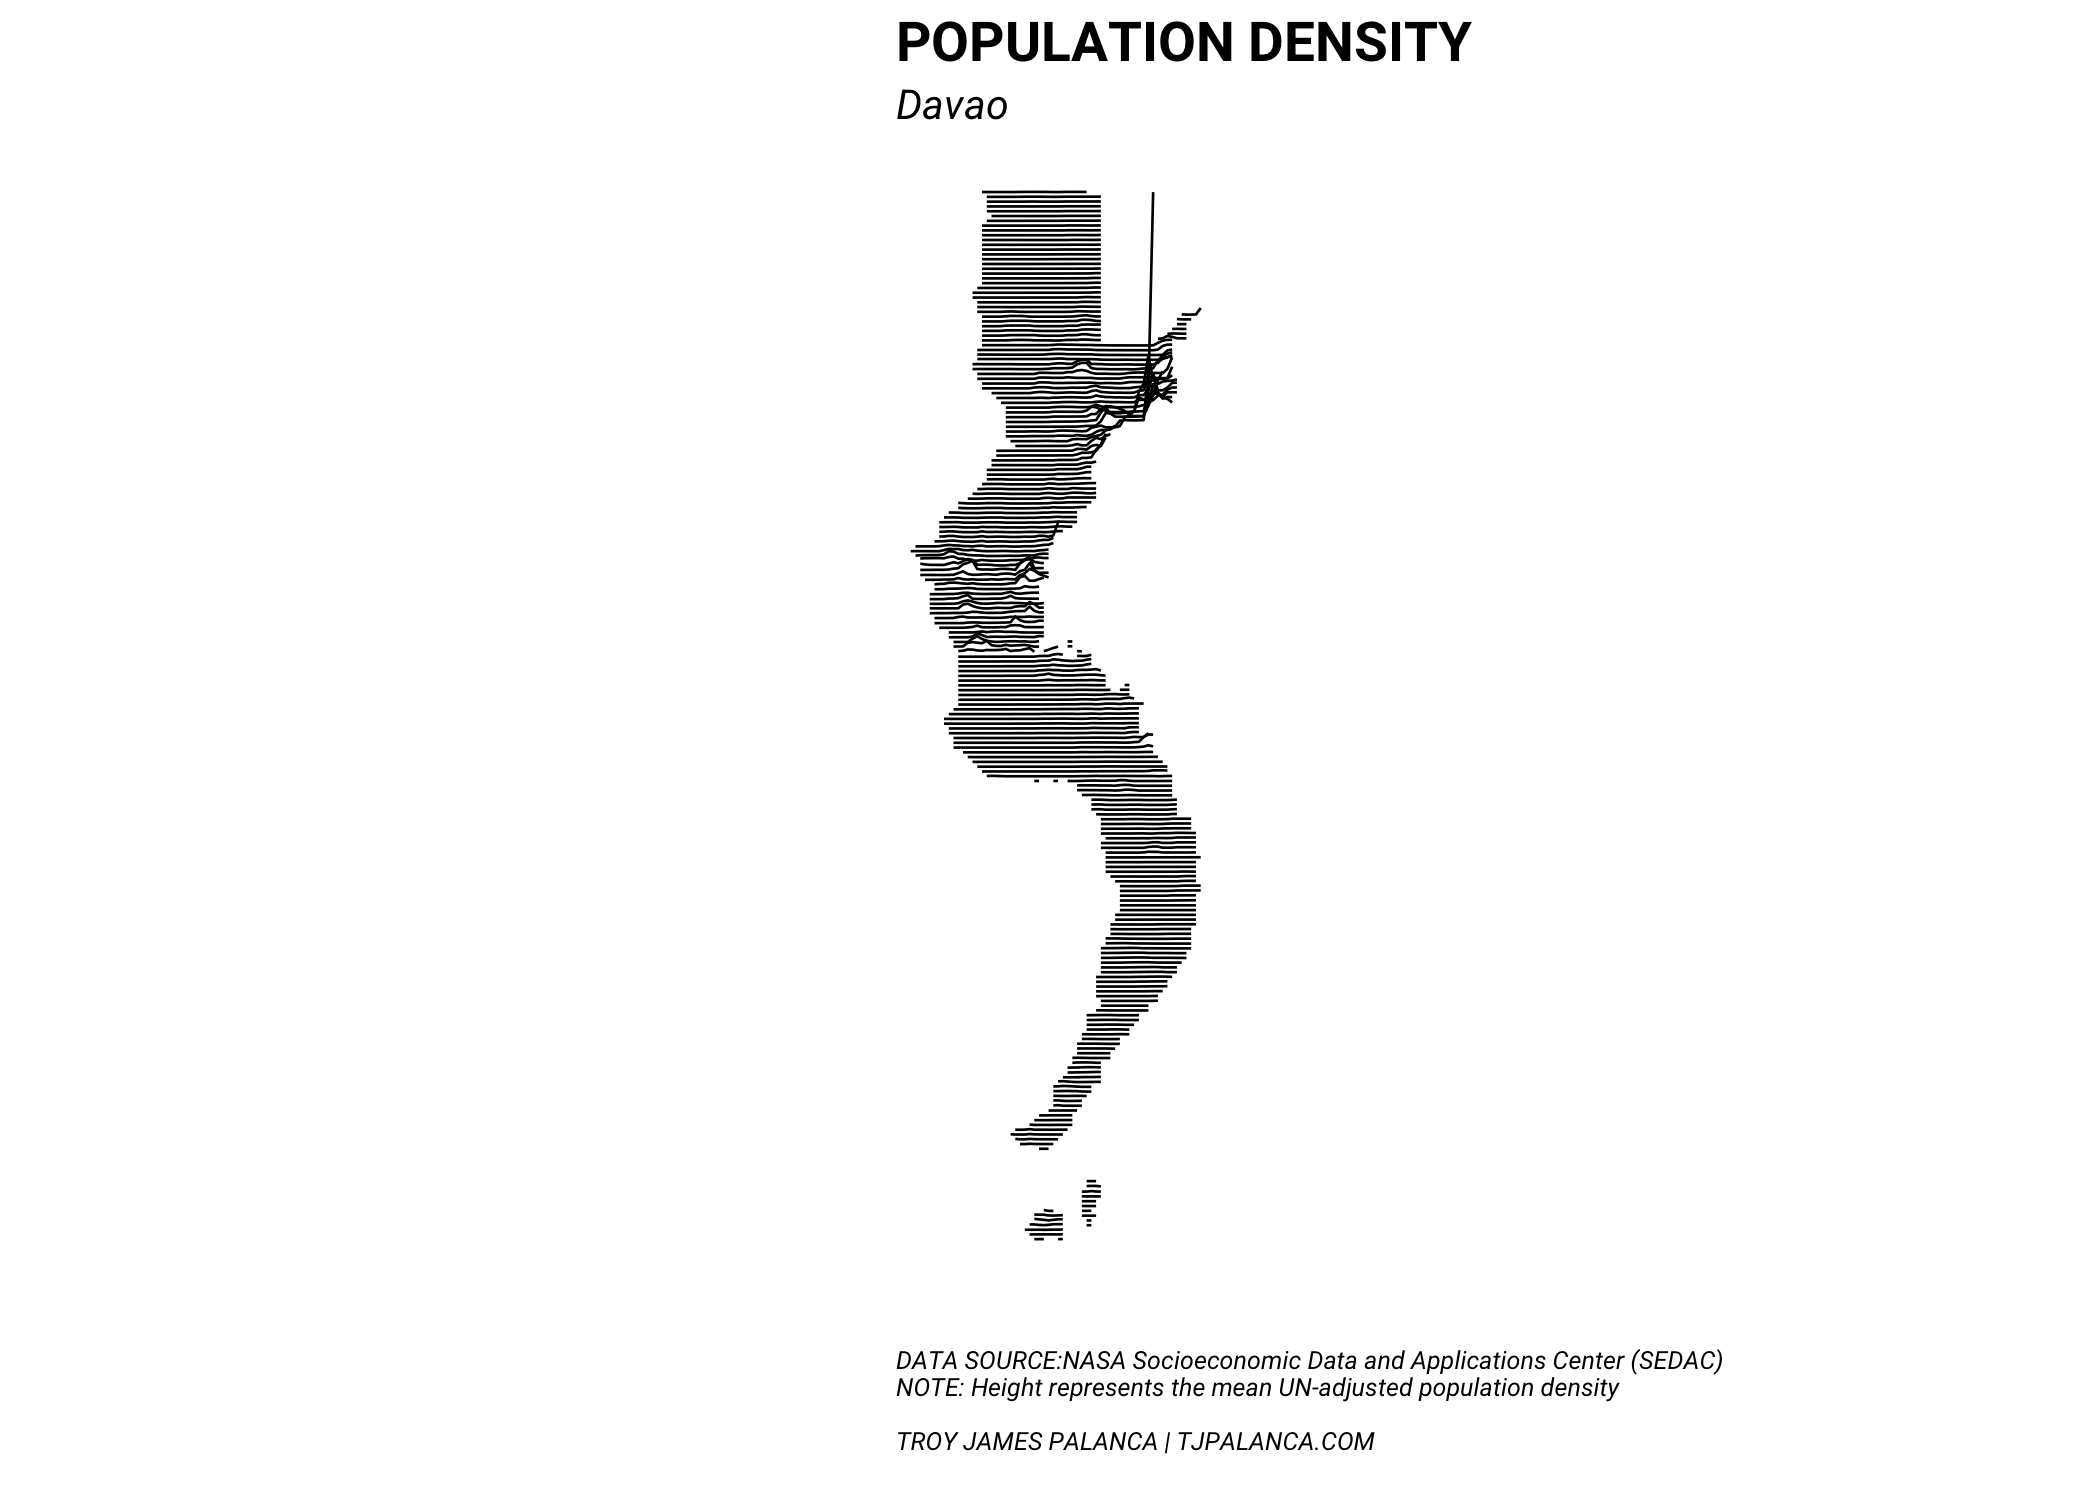 POPULATION DENSITY
Davao
DATA SOURCE:NASA Socioeconomic Data and Applications Center (SEDAC)
NOTE: Height represents the mean UN-adjusted population density
TROY JAMES PALANCA | TJPALANCA.COM